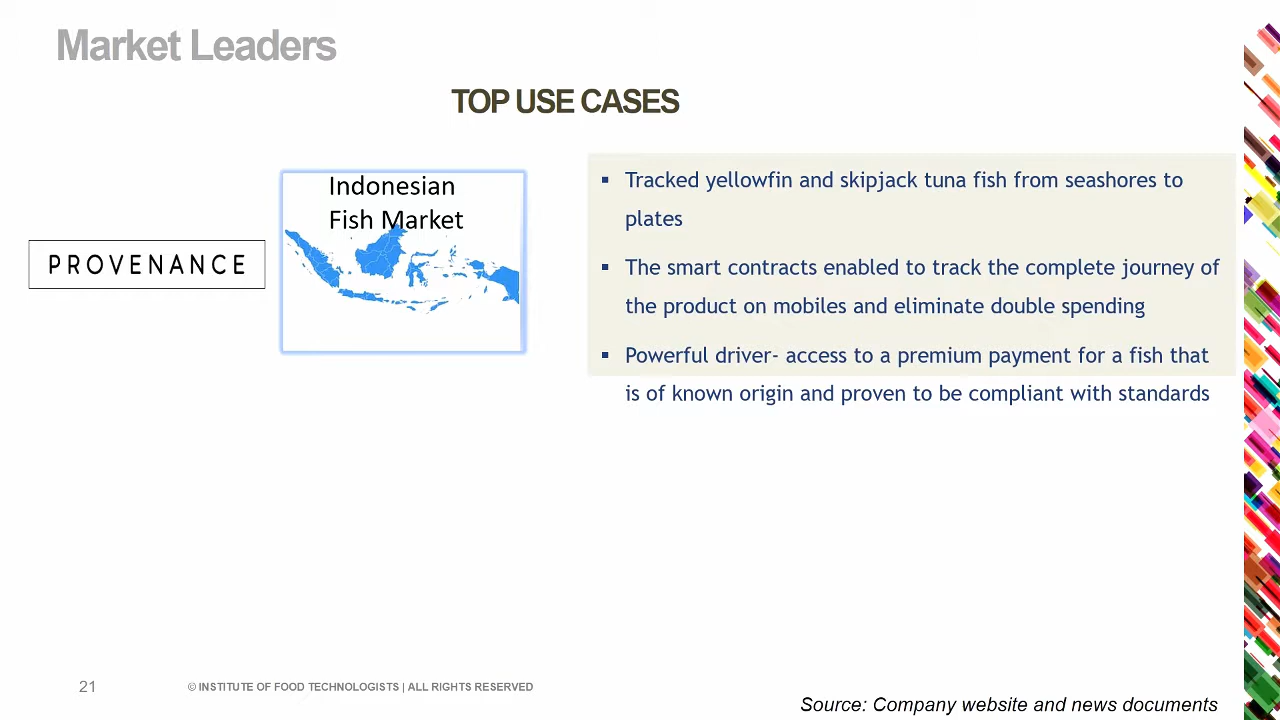 Market Leaders
TOP USE CASES
PROVENANCE
Indonesian
Fish Market
▪ Tracked yellowfin and skipjack tuna fish from seashores to
plates
▪ The smart contracts enabled to track the complete journey of
the product on mobiles and eliminate double spending
▪ Powerful driver- access to a premium payment for a fish that
is of known origin and proven to be compliant with standards
21
© INSTITUTE OF FOOD TECHNOLOGISTS | ALL RIGHTS RESERVED
Source: Company website and news documents